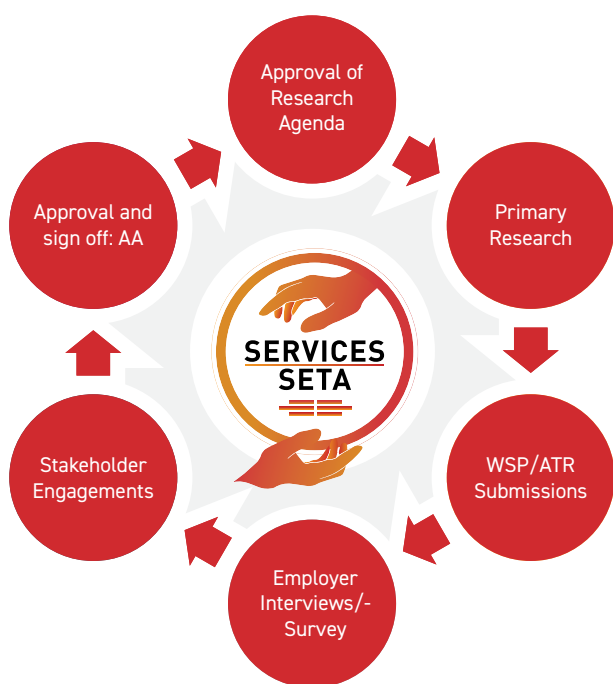 Approval of
Research
Agenda
Primary
Research
WSP/ATR
Submissions
Employer
Interviews/-
Survey
Stakeholder
Engagements
Approval and
sign off: AA
SERVICES
SETA